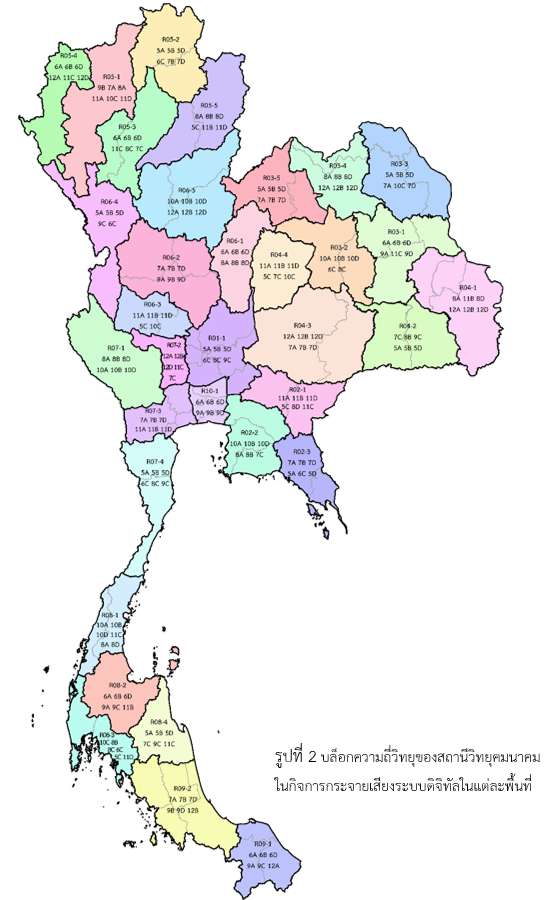 R05-2
5A 5B 5D
6C 7B 7D
R05-4
6A 6B 6D
12A 11C 12D
R05-1
9B 7A 8A
11A 10C 11D
R05-5
8A 8B 8D
5C 11B 11D
R05-3
6A 6B 6D
11C 8C 7C
R03-3
5A 5B 5D
7A 10C 7D
R03-4
8A 8B 8D
12A 12B 12D
R03-5
5A 5B 5D
7A 7B 7D
R06-5
10A 10B 10D
12A 12B 12D
R06-4
5A 5B 5D
9C 6C
R03-1
6A 6B 6D
9A 11C 9D
R06-1
6A 6B 6D
8A 8B 8D
R03-2
10A 10B 10D
6C 8C
R04-4
11A 11B 11D
5C 7C 10C
R06-2
7A 7B 7D
9A 9B 9D
R04-1
8A 11B 8D
12A 12B 12D
R06-3
11A 11B 11D
5C 10C
R04-3
12A 12B 12D
7A 7B 7D
R04-2
7C 8B 9C
5A 5B 5D
R01-1
5A 5B 5D
6C 8C 9C
R07-2
12A 12B
12D 11C
7C
R07-1
8A 8B 8D
10A 10B 10D
R10-1
6A 6B 6D
9A 9B 9D
R02-1
11A 11B 11D
5C 8D 11C
R07-3
7A 7B 7D
11A 11B 11D
R02-2
10A 10B 10D
8A 8B 7C
R02-3
7A 7B 7D
5A 6C 5D
R07-4
5A 5B 5D
6C 8C 9C
R08-1
10A 10B
10D 11C
8A 8D
R08-2
6A 6B 6D
9A 9C 11B
R08-4
5A 5B 5D
7C 9C 11C
R08-3
10C 8B
8C 6C
5C 11D
รูปที่ 2 บล็อกความถี่วิทยุของสถานีวิทยุคมนาคม
ในกิจการกระจายเสียงระบบดิจิทัลในแต่ละพื้นที่
R09-2
7A 7B 7D
9B 9D 12B
R09-1
6A 6B 6D
9A 9C 12A